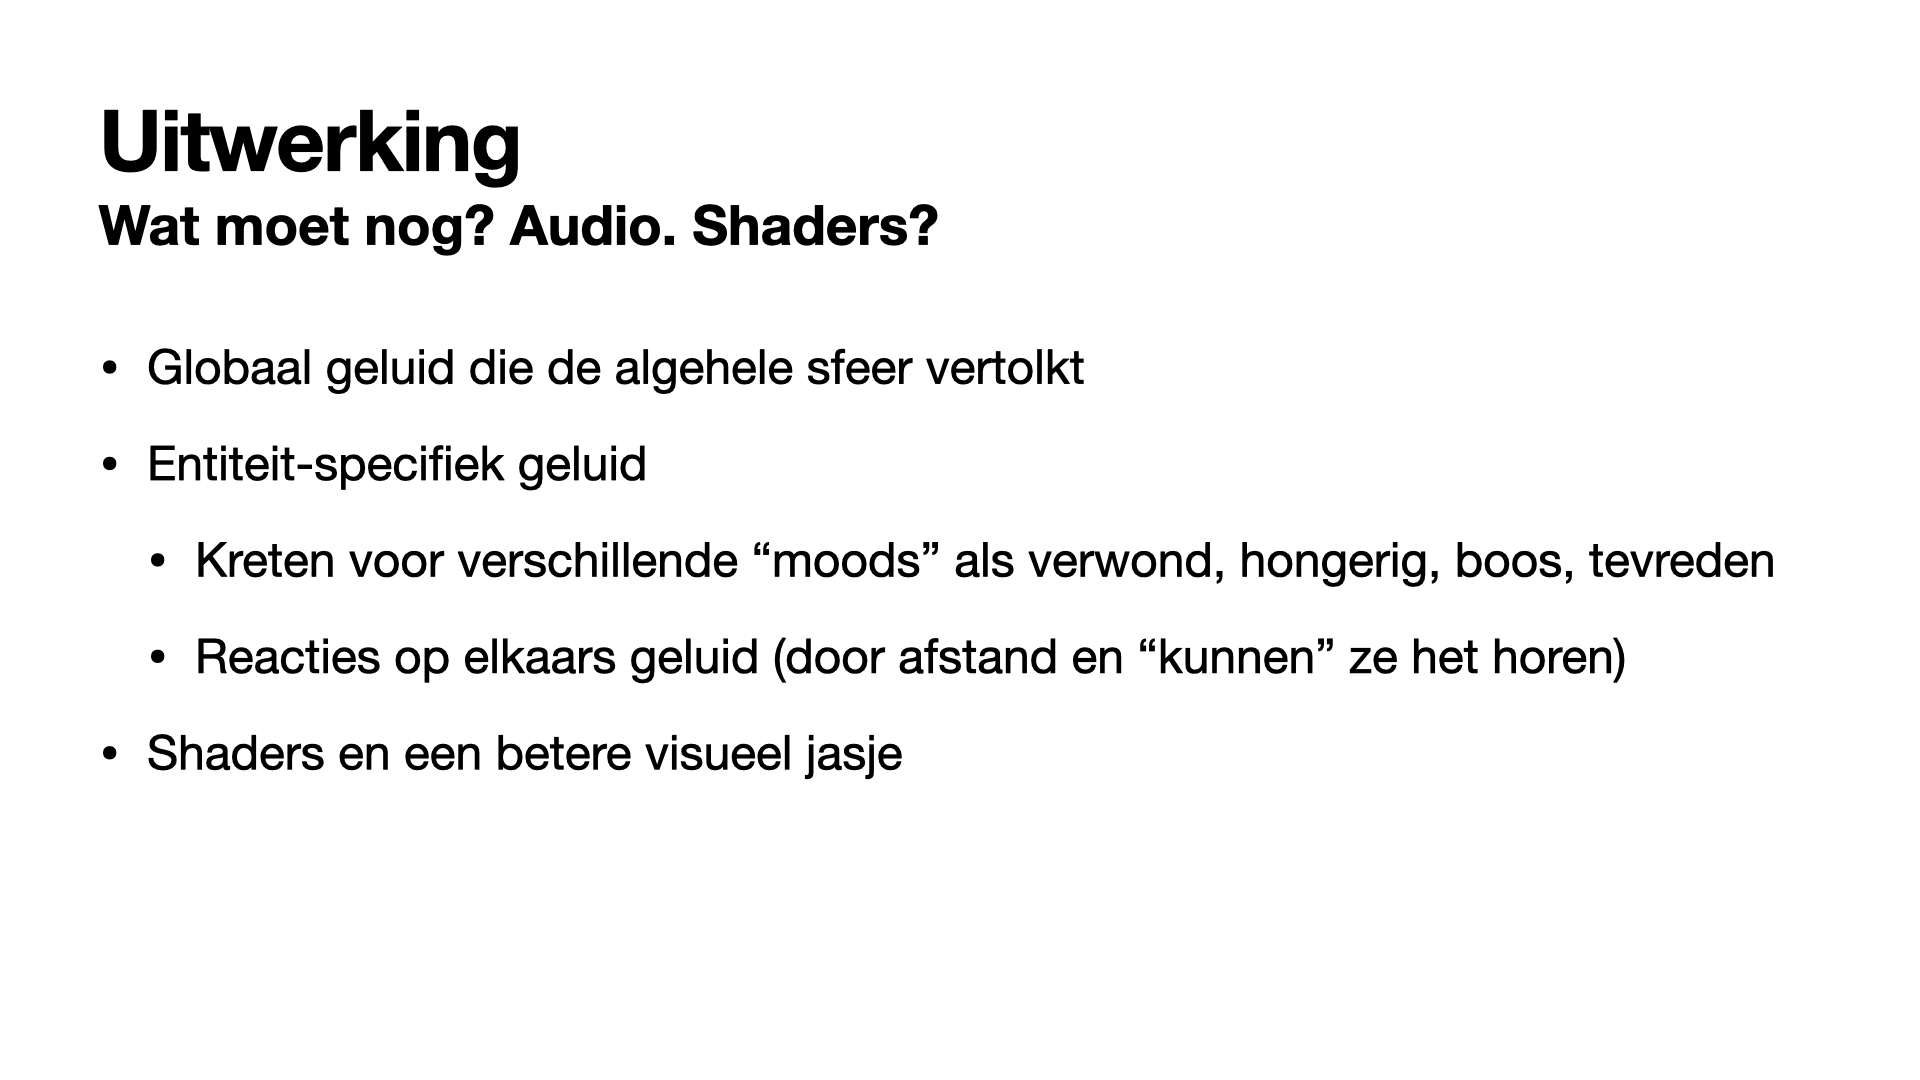 Uitwerking
Wat moet nog? Audio. Shaders?
• Globaal geluid die de algehele sfeer vertolkt
• Entiteit-specifiek geluid
• Kreten voor verschillende “moods” als verwond, hongerig, boos, tevreden
• Reacties op elkaars geluid (door afstand en “kunnen” ze het horen)
• Shaders en een betere visueel jasje